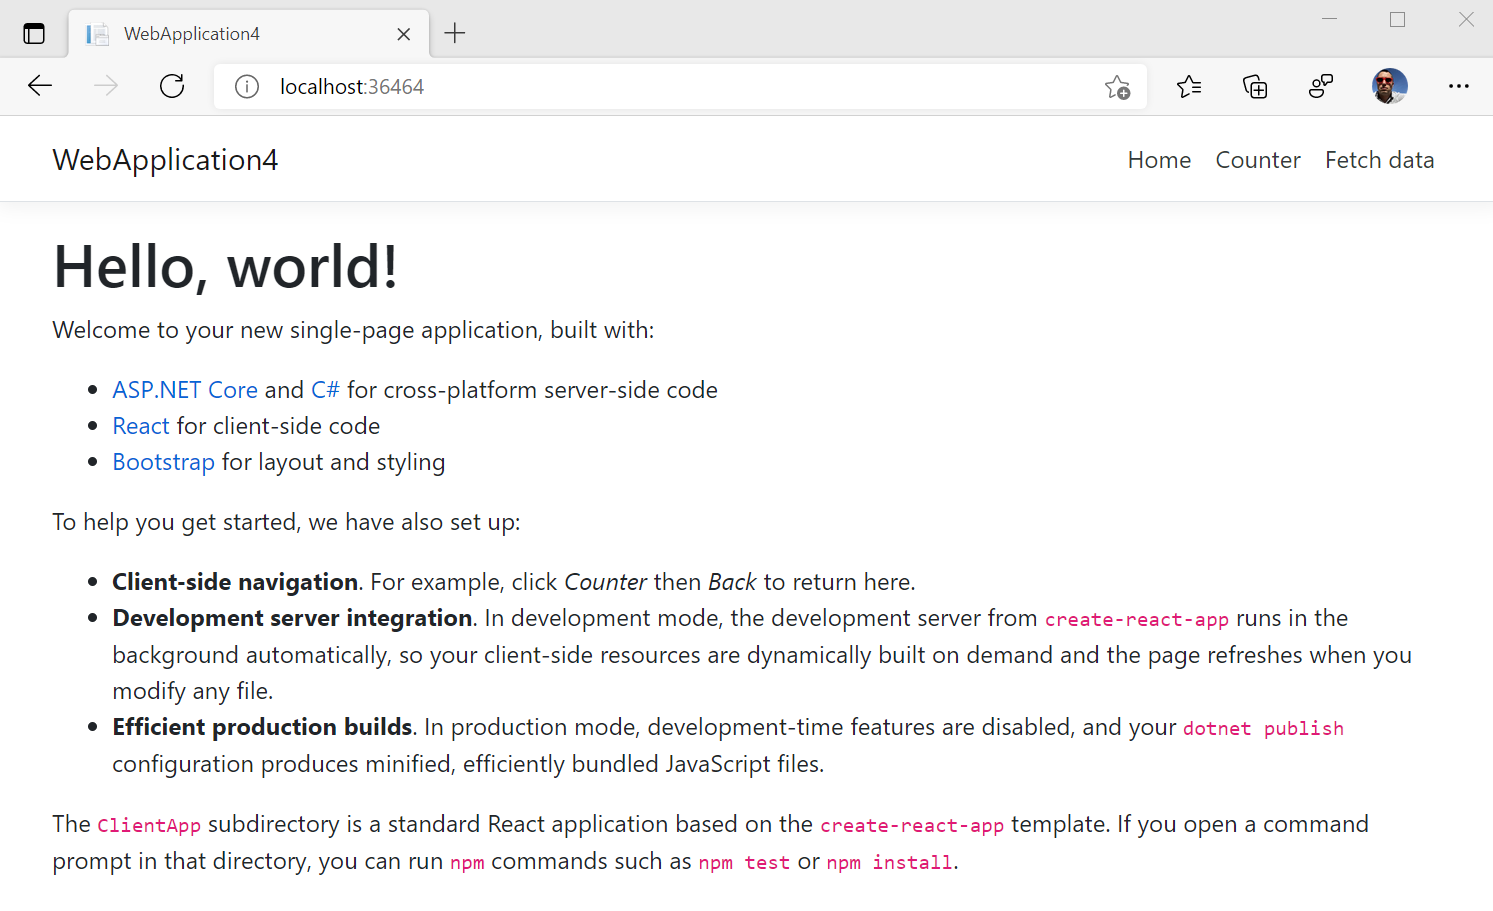 WebApplication4
localhost:36464
WebApplication4
Home Counter Fetch data
Hello, world!
Welcome to your new single-page application, built with:
ASP.NET Core and C# for cross-platform server-side code
React for client-side code
Bootstrap for layout and styling
To help you get started, we have also set up:
Client-side navigation. For example, click Counter then Back to return here.
Development server integration. In development mode, the development server from create-react-app runs in the
background automatically, so your client-side resources are dynamically built on demand and the page refreshes when you
modify any file.
Efficient production builds. In production mode, development-time features are disabled, and your dotnet publish
configuration produces minified, efficiently bundled JavaScript files.
The ClientApp subdirectory is a standard React application based on the create-react-app template. If you open a command
prompt in that directory, you can run npm commands such as npm test or npm install.